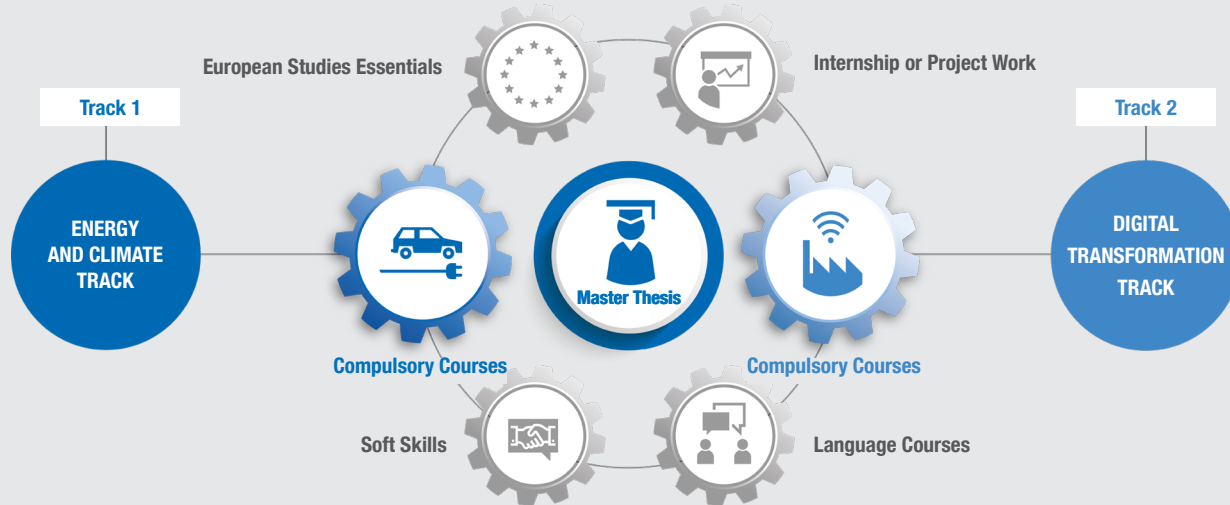 European Studies Essentials
Internship or Project Work
Track 1
Track 2
ENERGY
AND CLIMATE
TRACK
Master Thesis
DIGITAL
TRANSFORMATION
TRACK
Compulsory Courses
Compulsory Courses
Soft Skills
Language Courses